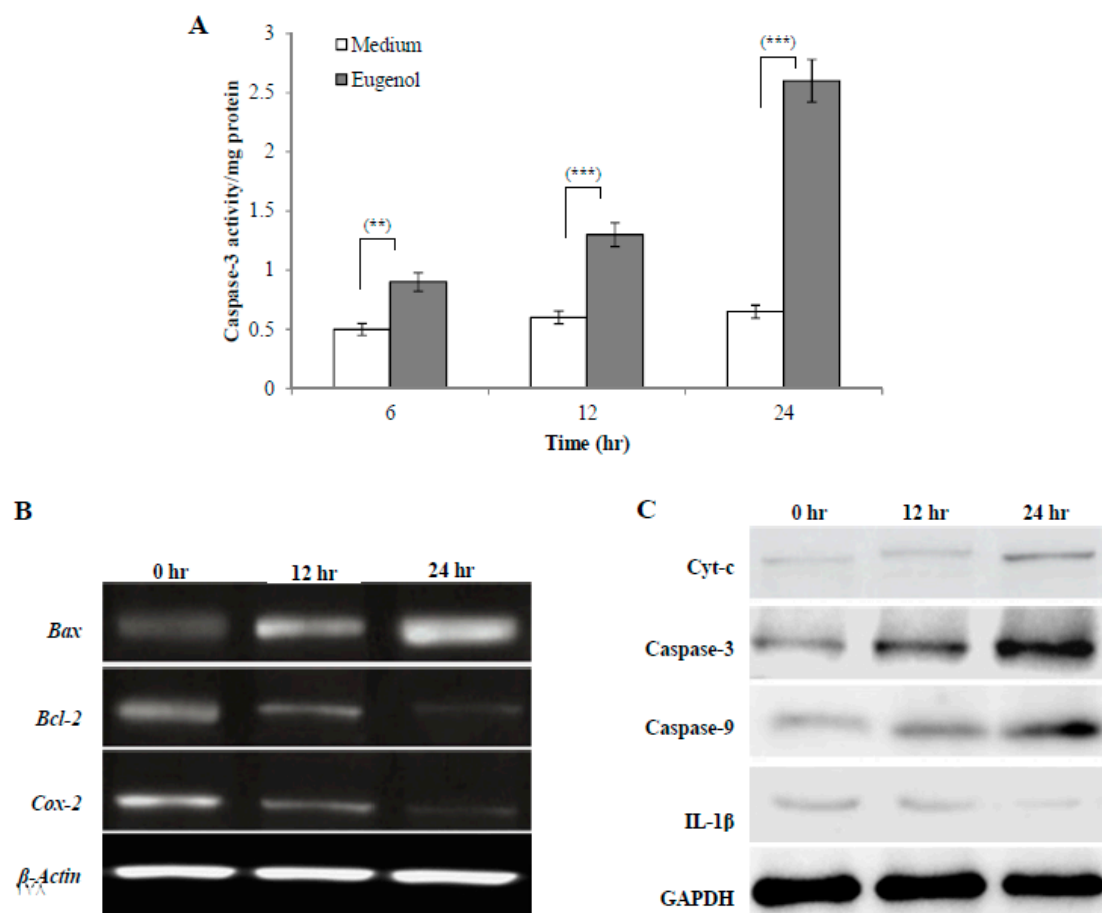 A
Caspase-3 activity/mg protein
3
2.5
2
1.5
1
0.5
0
Medium
Eugenol
(**)
(***)
(***)
6
12
24
Time (hr)
B
0 hr
12 hr
24 hr
Bax
Bcl-2
Cox-2
β-Actin
C
0 hr
12 hr
24 hr
Cyt-c
Caspase-3
Caspase-9
IL-1β
GAPDH